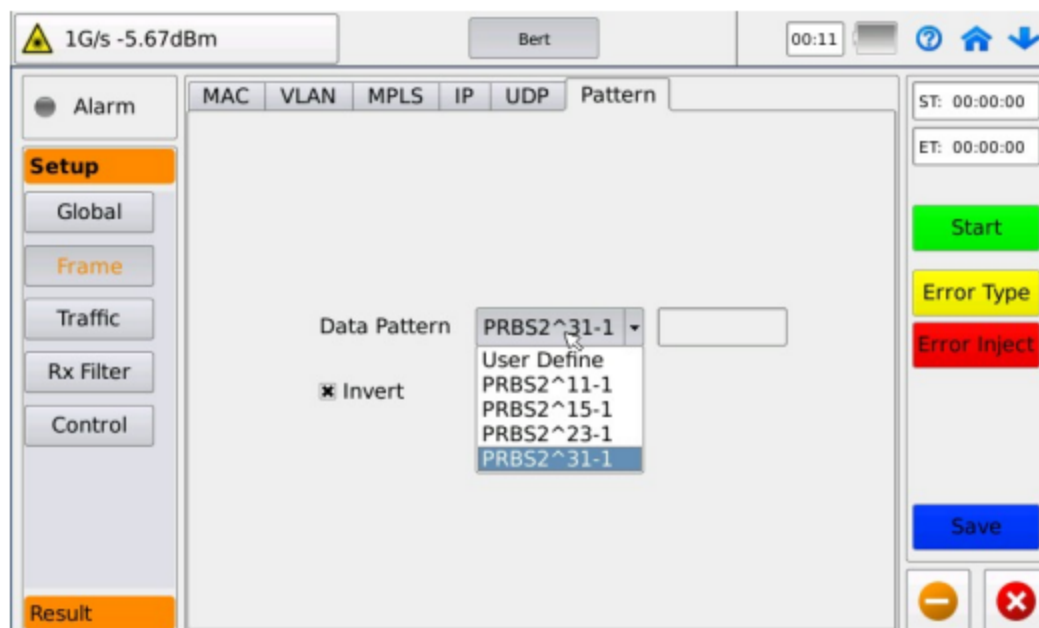 1G/s -5.67dBm
Bert
00:11
Alarm
MAC VLAN MPLS IP UDP Pattern
ST: 00:00:00
ET: 00:00:00
Setup
Global
Frame
Traffic
Rx Filter
Control
Result
Data Pattern PRBS2^31-1
User Define
PRBS2^11-1
PRBS2^15-1
PRBS2^23-1
PRBS2^31-1
Invert
Start
Error Type
Error Inject
Save